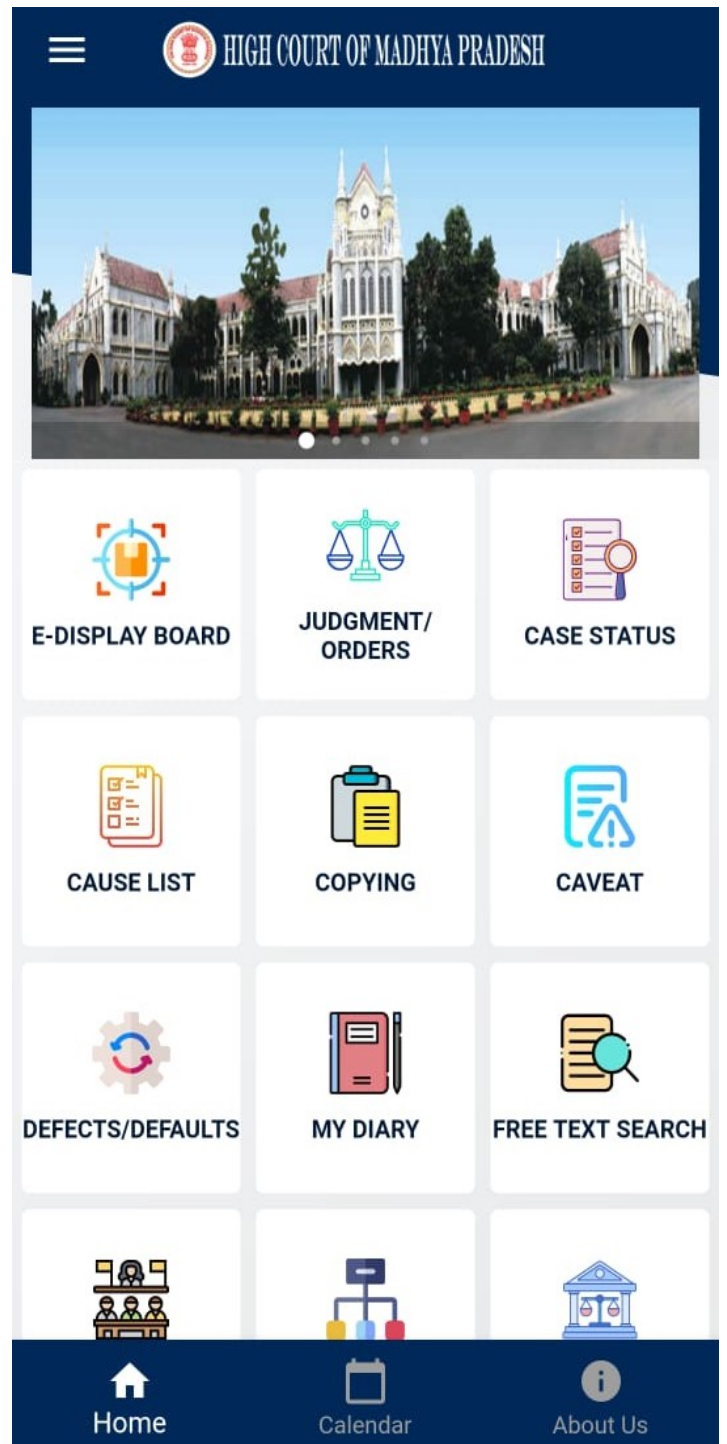 HIGH COURT OF MADHYA PRADESH
E-DISPLAY BOARD
JUDGMENT/
ORDERS
CASE STATUS
CAUSE LIST
COPYING
CAVEAT
DEFECTS/DEFAULTS
MY DIARY
FREE TEXT SEARCH
Home
Calendar
About Us